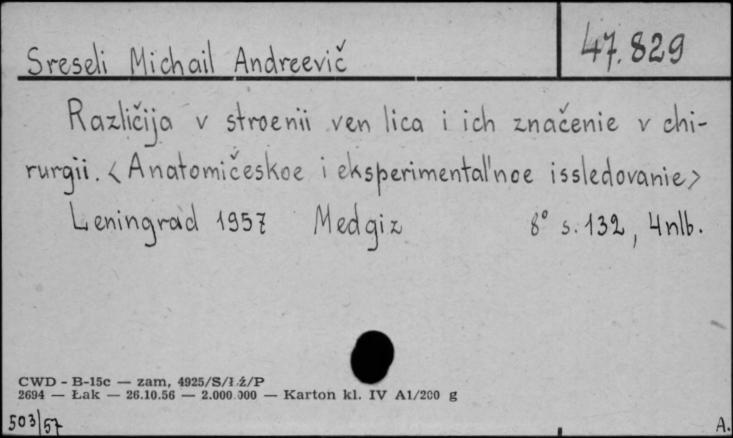 Sreseli Michail Andreevič
47.829
Različija v stroenii ven lica i ich značenie v chi-
rurgii. <Anatomičeskoe i eksperimental'noe issledovanie>
Leningrad 1957 Medgiz 8° s. 132, 4nlb.
CWD - B-15c — zam, 4925/S/Ł.Ż/P
2694 — Łak — 26.10.56 — 2.000.000 — Karton kl. IV A1/200 g
503/57
A.